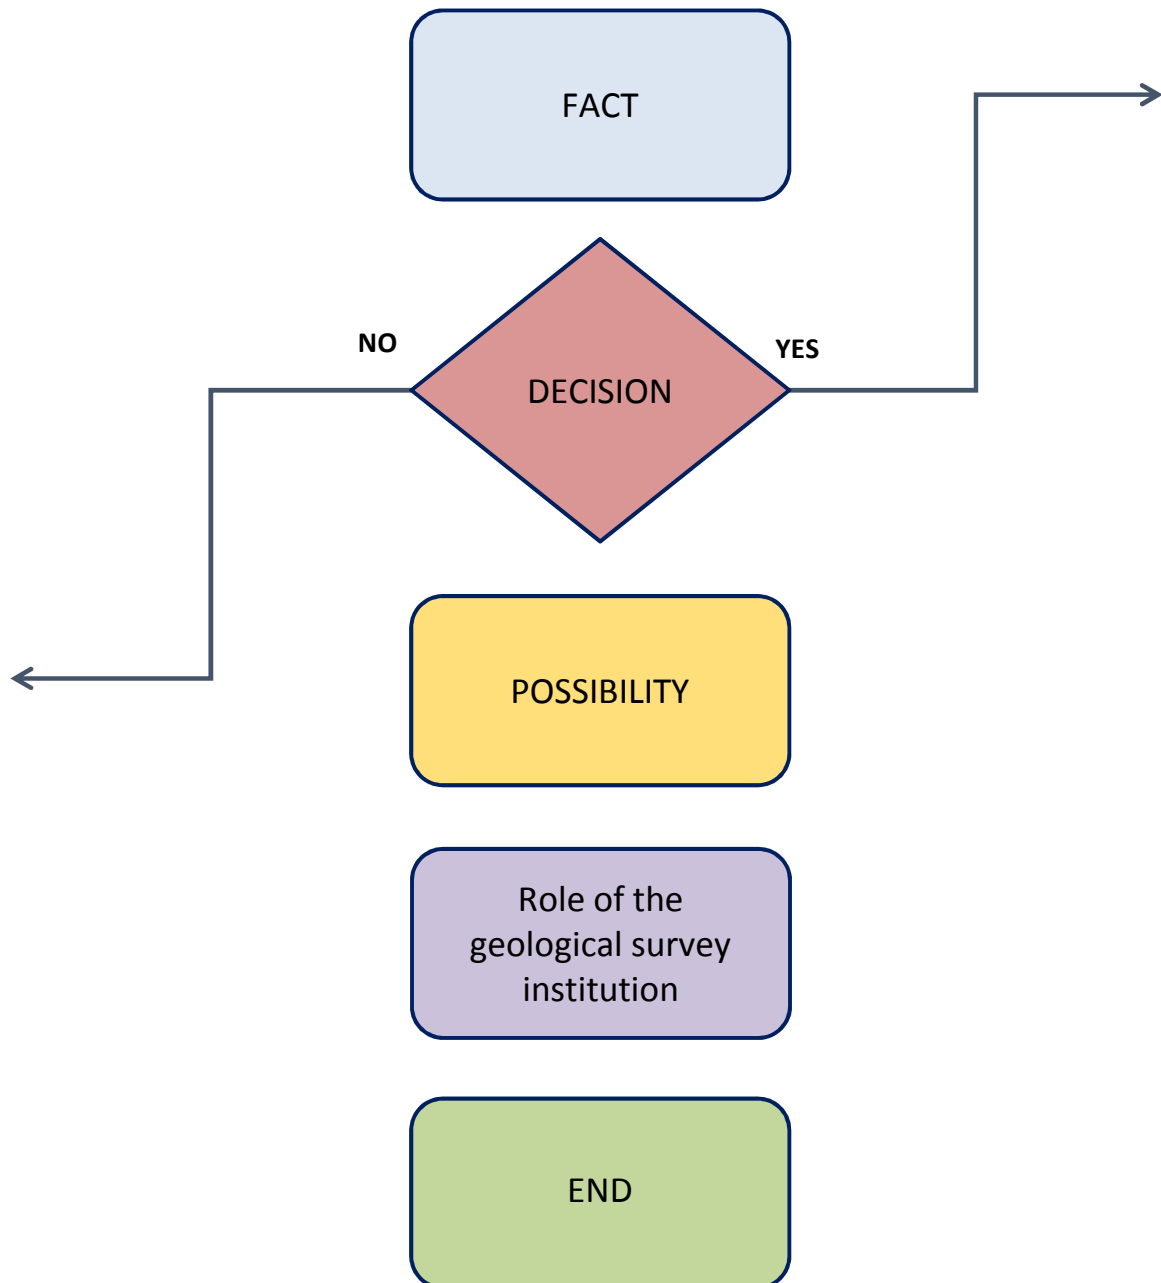 FACT
NO
YES
DECISION
POSSIBILITY
Role of the
geological survey
institution
END